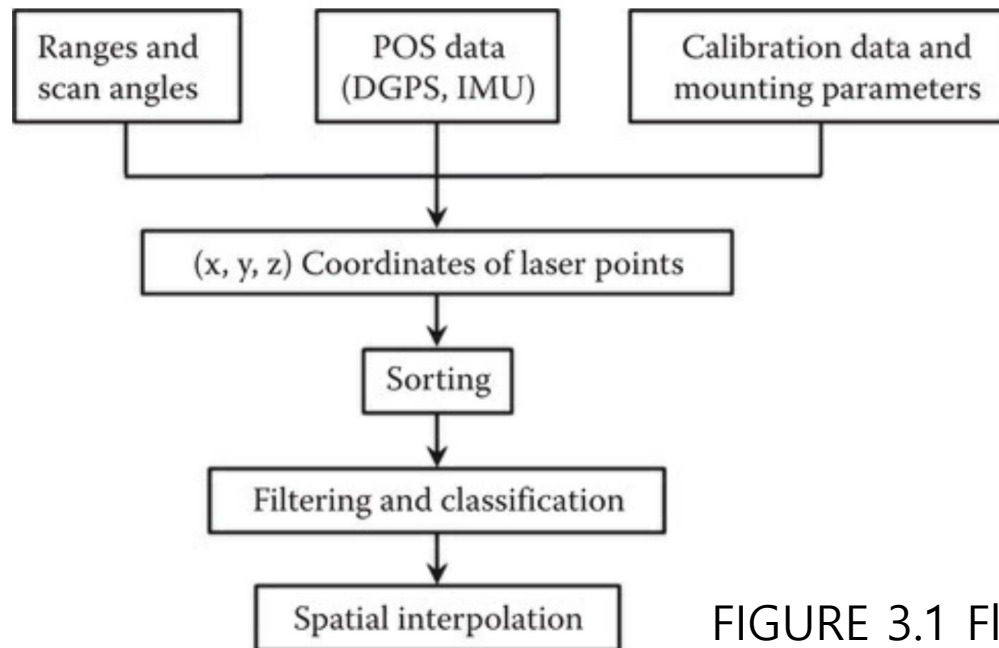 Ranges and
scan angles
POS data
(DGPS, IMU)
Calibration data and
mounting parameters
(x, y, z) Coordinates of laser points
Sorting
Filtering and classification
Spatial interpolation
FIGURE 3.1 Fl